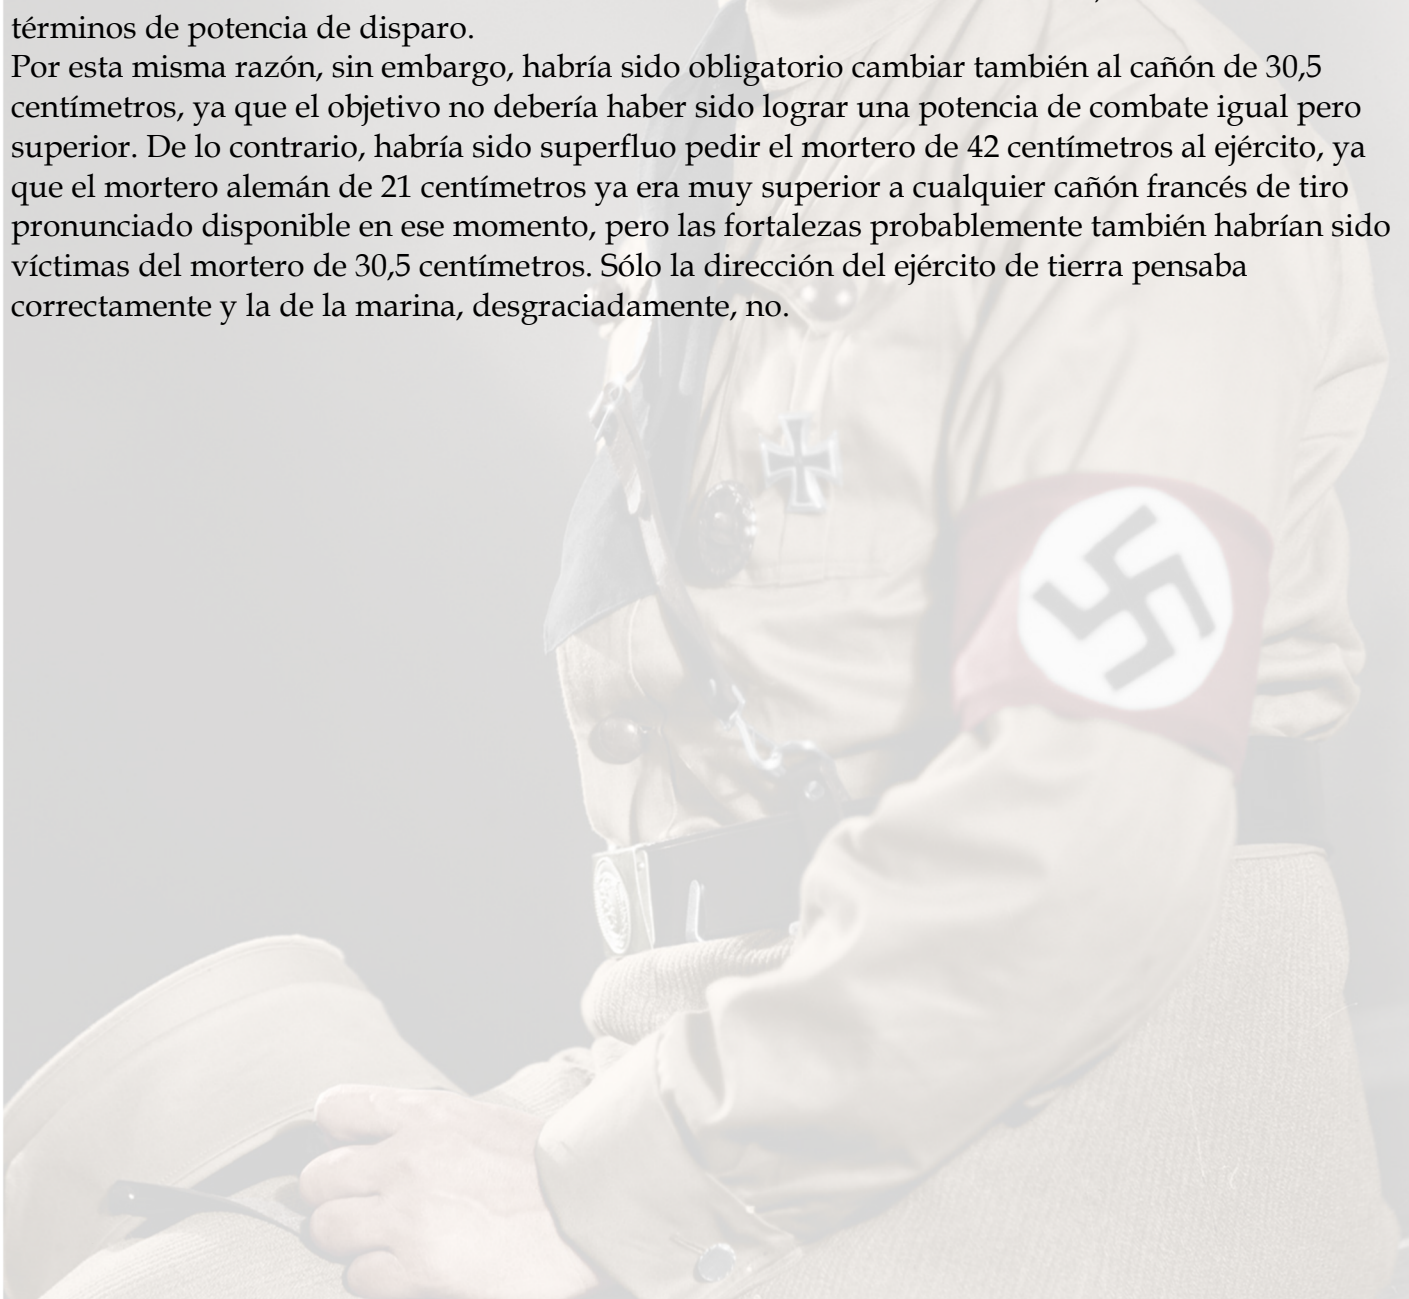 términos de potencia de disparo.
Por esta misma razón, sin embargo, habría sido obligatorio cambiar también al cañón de 30,5
centímetros, ya que el objetivo no debería haber sido lograr una potencia de combate igual pero
superior. De lo contrario, habría sido superfluo pedir el mortero de 42 centímetros al ejército, ya
que el mortero alemán de 21 centímetros ya era muy superior a cualquier cañón francés de tiro
pronunciado disponible en ese momento, pero las fortalezas probablemente también habrían sido
víctimas del mortero de 30,5 centímetros. Sólo la dirección del ejército de tierra pensaba
correctamente y la de la marina, desgraciadamente, no.